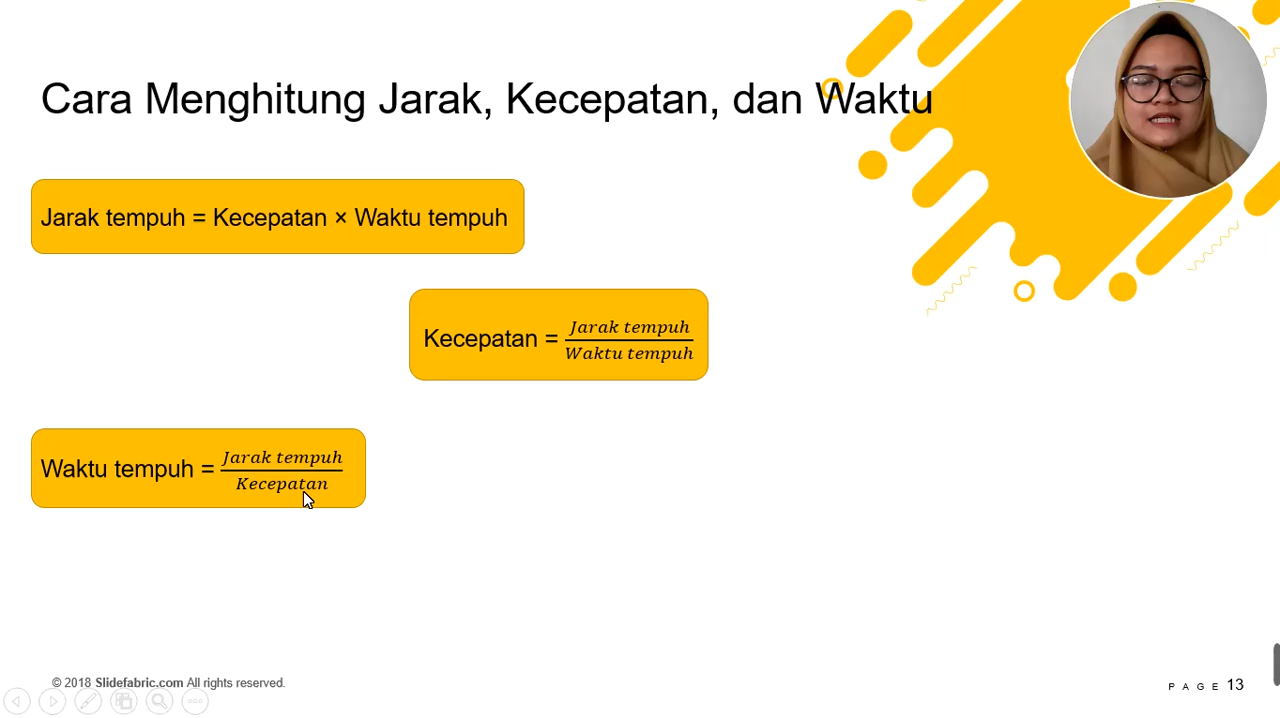 Cara Menghitung Jarak, Kecepatan, dan Waktu
Jarak tempuh = Kecepatan × Waktu tempuh
Kecepatan = Jarak tempuh / Waktu tempuh
Waktu tempuh = Jarak tempuh / Kecepatan
© 2018 Slidefabric.com All rights reserved.
PAGE 13